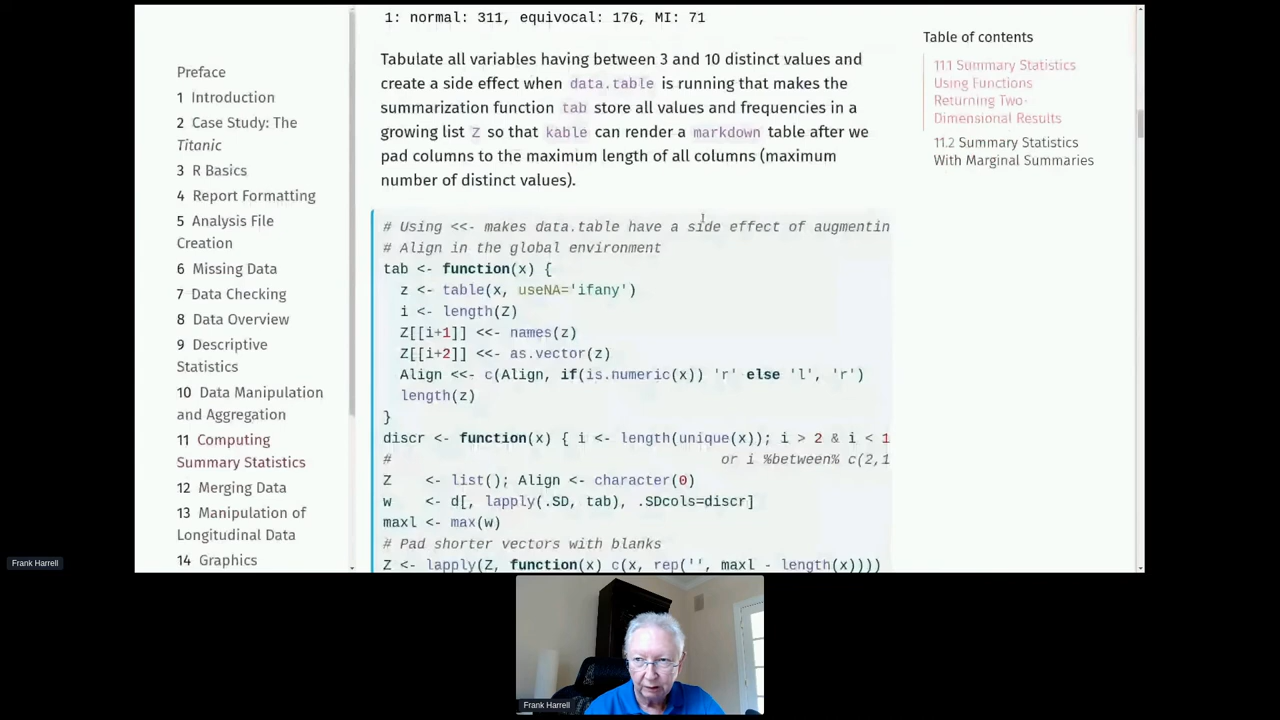 1: normal: 311, equivocal: 176, MI: 71
Tabulate all variables having between 3 and 10 distinct values and
create a side effect when data.table is running that makes the
summarization function tab store all values and frequencies in a
growing list Z so that kable can render a markdown table after we
pad columns to the maximum length of all columns (maximum
number of distinct values).
# Using <<- makes data.table have a side effect of augmentin
# Align in the global environment
tab <- function(x) {
z <- table(x, useNA='ifany')
i <- length(Z)
Z[[i+1]] <<- names(z)
Z[[i+2]] <<- as.vector(z)
Align <<- c(Align, if(is.numeric(x)) 'r' else 'l', 'r')
length(z)
}
discr <- function(x) { i <- length(unique(x)); i > 2 & i < 1
# or i %between% c(2,1
Z <- list(); Align <- character(0)
w <- d[, lapply(.SD, tab), .SDcols=discr]
maxl <- max(w)
# Pad shorter vectors with blanks
Z <- lapply(Z, function(x) c(x, rep('', maxl - length(x))))
Preface
1 Introduction
2 Case Study: The
Titanic
3 R Basics
4 Report Formatting
5 Analysis File
Creation
6 Missing Data
7 Data Checking
8 Data Overview
9 Descriptive
Statistics
10 Data Manipulation
and Aggregation
11 Computing
Summary Statistics
12 Merging Data
13 Manipulation of
Longitudinal Data
14 Graphics
Table of contents
11.1 Summary Statistics
Using Functions
Returning Two-
Dimensional Results
11.2 Summary Statistics
With Marginal Summaries
Frank Harrell
Frank Harrell